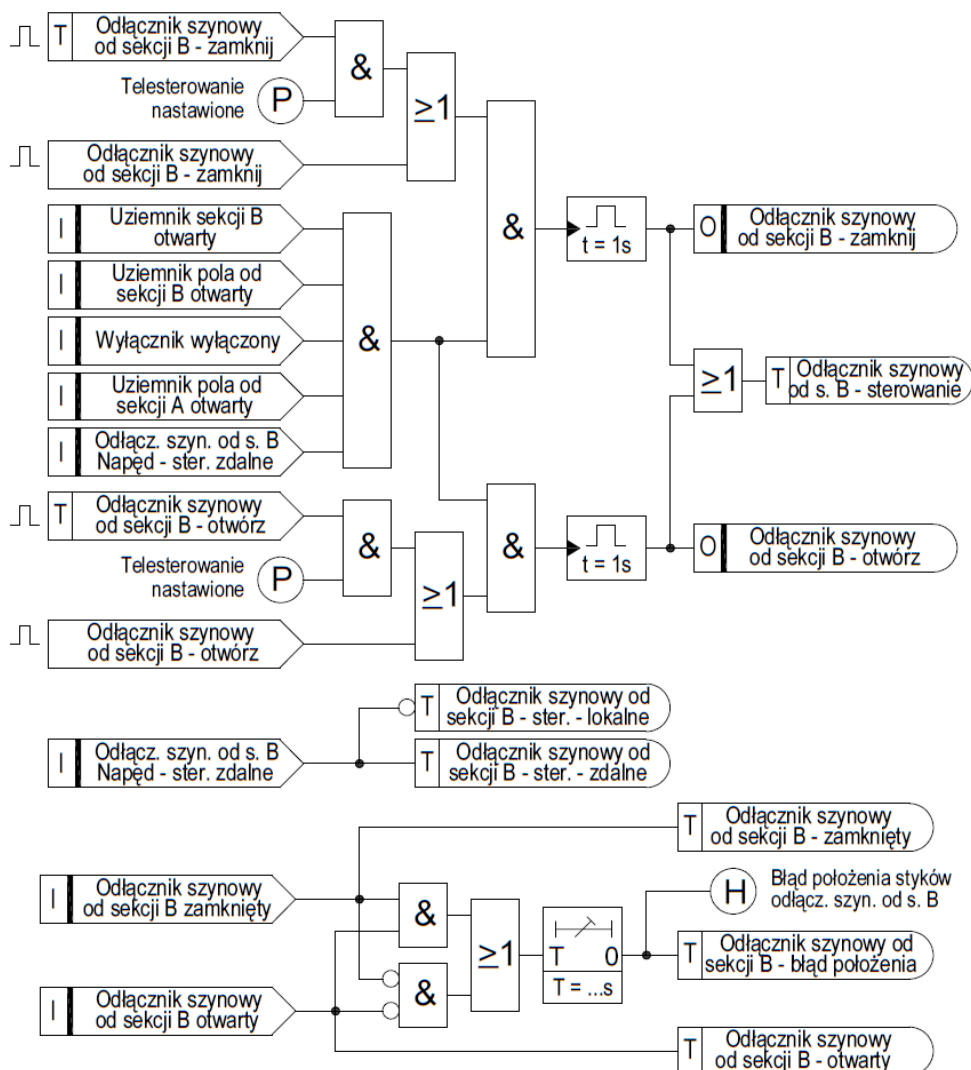 T
Odłącznik szynowy
od sekcji B - zamknij
Telesterowanie
nastawione
P
&
≥1
Odłącznik szynowy
od sekcji B - zamknij
I
Uziemnik sekcji B
otwarty
I
Uziemnik pola od
sekcji B otwarty
I
Wyłącznik wyłączony
I
Uziemnik pola od
sekcji A otwarty
I
Odłącz. szyn. od s. B
Napęd - ster. zdalne
&
&
t = 1s
O
Odłącznik szynowy
od sekcji B - zamknij
≥1
T
Odłącznik szynowy
od s. B - sterowanie
T
Odłącznik szynowy
od sekcji B - otwórz
Telesterowanie
nastawione
P
&
≥1
&
t = 1s
O
Odłącznik szynowy
od sekcji B - otwórz
Odłącznik szynowy
od sekcji B - otwórz
T
Odłącznik szynowy od
sekcji B - ster. - lokalne
I
Odłącz. szyn. od s. B
Napęd - ster. zdalne
T
Odłącznik szynowy od
sekcji B - ster. - zdalne
T
Odłącznik szynowy
od sekcji B - zamknięty
I
Odłącznik szynowy
od sekcji B zamknięty
&
≥1
T 0
T = ...s
H
Błąd położenia styków
odłącz. szyn. od s. B
T
Odłącznik szynowy od
sekcji B - błąd położenia
&
I
Odłącznik szynowy
od sekcji B otwarty
T
Odłącznik szynowy
od sekcji B - otwarty